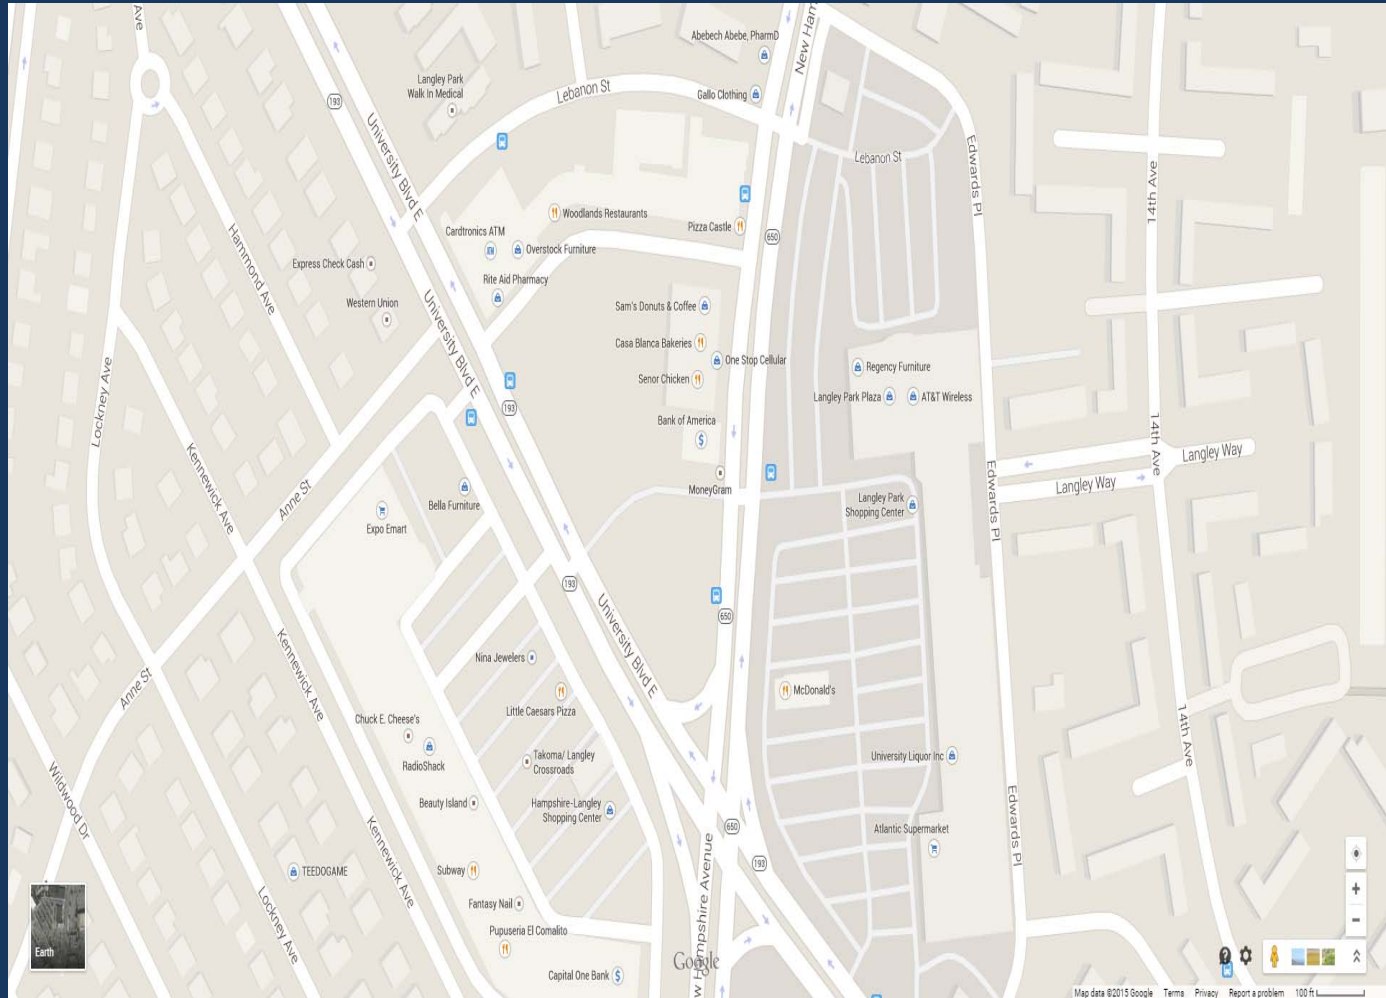 Ave
Abebech Abebe, PharmD
New Ham
Langley Park
Walk In Medical
Lebanon St
Gallo Clothing
193
University Blvd E
Edwards Pl
Lebanon St
14th Ave
Woodlands Restaurants
Pizza Castle
650
Cardtronics ATM
Overstock Furniture
Hammond Ave
Express Check Cash
Rite Aid Pharmacy
Western Union
University Blvd E
Sam's Donuts & Coffee
Casa Blanca Bakeries
One Stop Cellular
Senor Chicken
Regency Furniture
Langley Park Plaza
AT&T Wireless
Lockney Ave
193
Bank of America
14th Ave
Langley Way
Kennewick Ave
Anne St
Bella Furniture
MoneyGram
Langley Park
Shopping Center
Edwards Pl
Langley Way
Expo Emart
193
650
University Blvd E
Kennewick Ave
Nina Jewelers
Anne St
McDonald's
Little Caesars Pizza
Chuck E. Cheese's
RadioShack
Takoma/ Langley
Crossroads
University Liquor Inc
14th Ave
Wildwood Dr
Beauty Island
Hampshire-Langley
Shopping Center
Edwards Pl
650
Atlantic Supermarket
193
Kennewick Ave
TEEDOGAME
Subway
Lockney Ave
Fantasy Nail
w Hampshire Avenue
Pupuseria El Comalito
Earth
Google
Capital One Bank
Map data ©2015 Google Terms Privacy Report a problem 100 ft